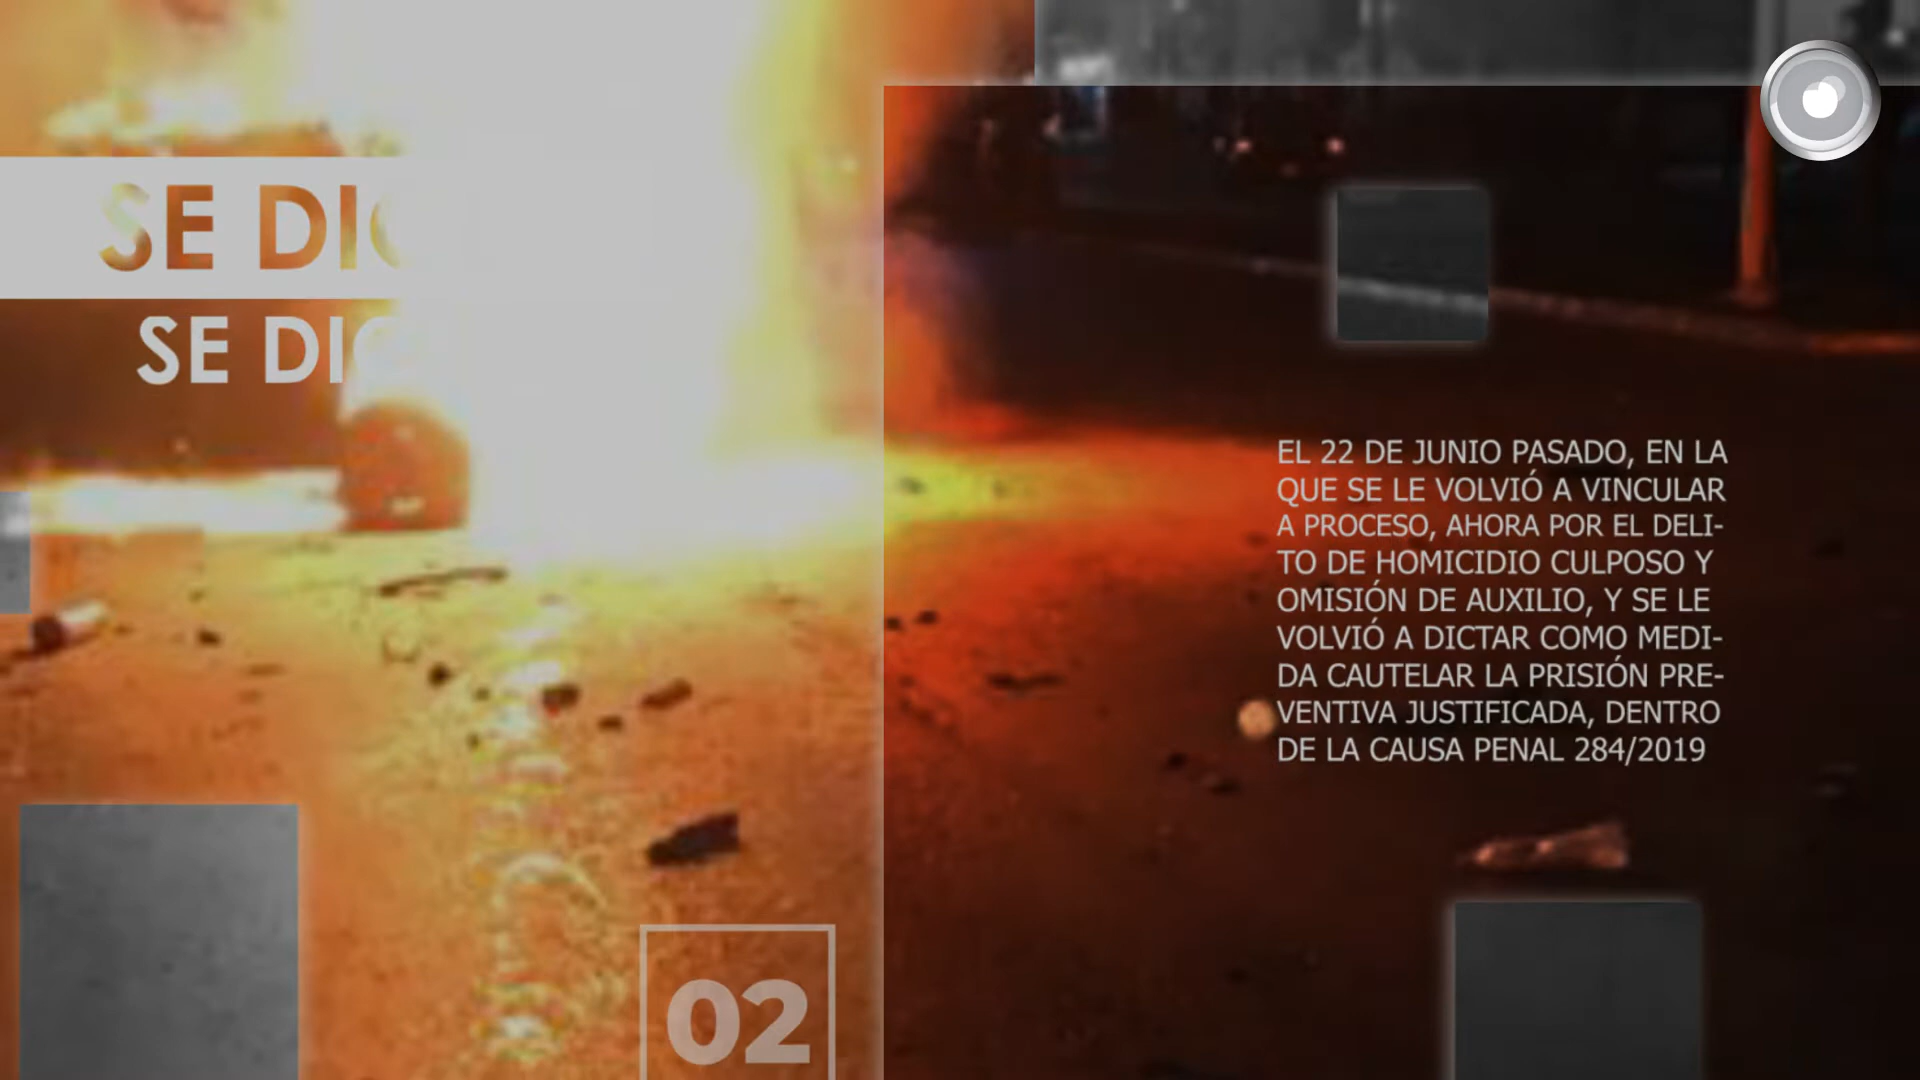 SE DI
SE DIC
EL 22 DE JUNIO PASADO, EN LA
QUE SE LE VOLVIÓ A VINCULAR
A PROCESO, AHORA POR EL DELI-
TO DE HOMICIDIO CULPOSO Y
OMISIÓN DE AUXILIO, Y SE LE
VOLVIÓ A DICTAR COMO MEDI-
DA CAUTELAR LA PRISIÓN PRE-
VENTIVA JUSTIFICADA, DENTRO
DE LA CAUSA PENAL 284/2019
02